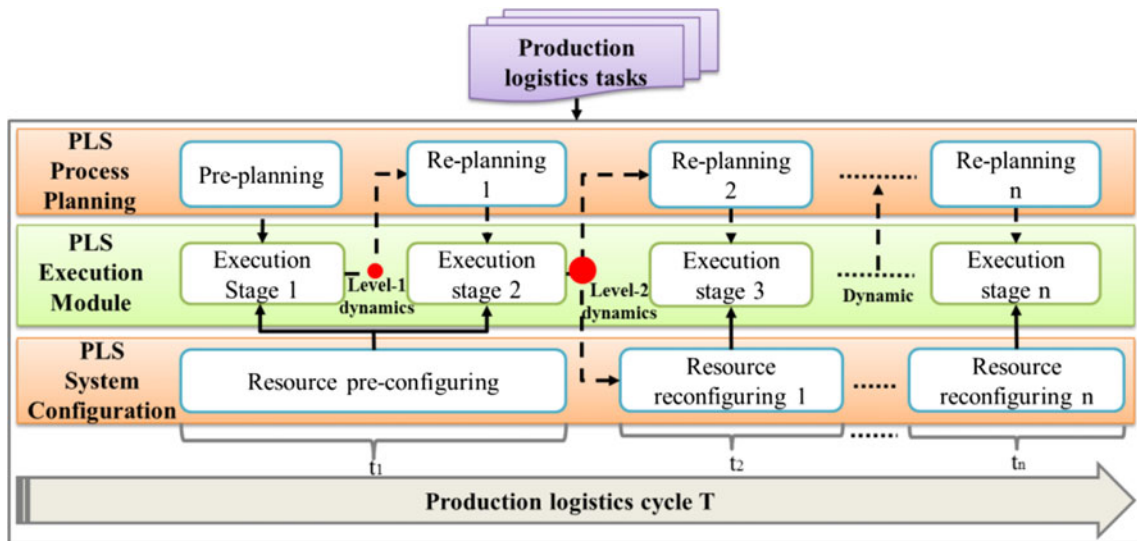 Production
logistics tasks
PLS
Process
Planning
Pre-planning
Re-planning
1
Re-planning
2
Re-planning
n
PLS
Execution
Module
Execution
Stage 1
Level-1
dynamics
Execution
stage 2
Level-2
dynamics
Execution
stage 3
Dynamic
Execution
stage n
PLS
System
Configuration
Resource pre-configuring
Resource
reconfiguring 1
Resource
reconfiguring n
t1
t2
tn
Production logistics cycle T